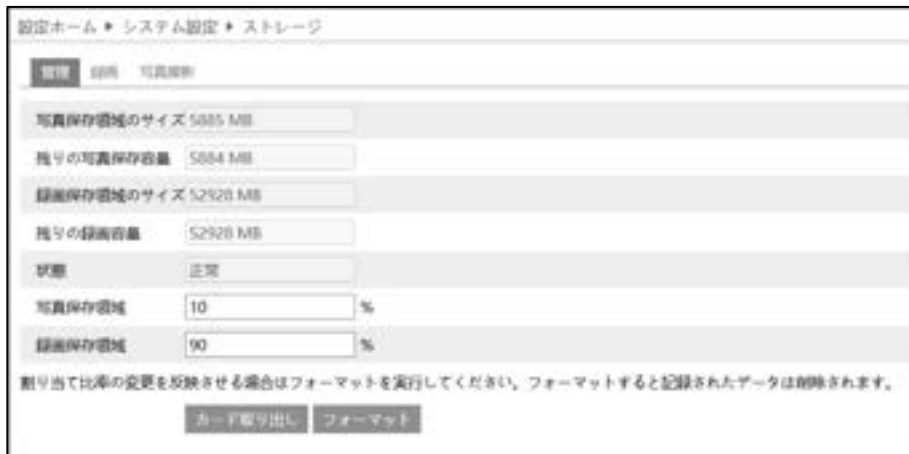 設定ホーム ▶ システム設定 ▶ ストレージ
管理 録画 写真撮影
写真保存領域のサイズ 5885 MB
残りの写真保存容量 5884 MB
録画保存領域のサイズ 52928 MB
残りの録画容量 52928 MB
状態 正常
写真保存領域 10 %
録画保存領域 90 %
割り当て比率の変更を反映させる場合はフォーマットを実行してください。フォーマットすると記録されたデータは削除されます。
カード取り出し フォーマット